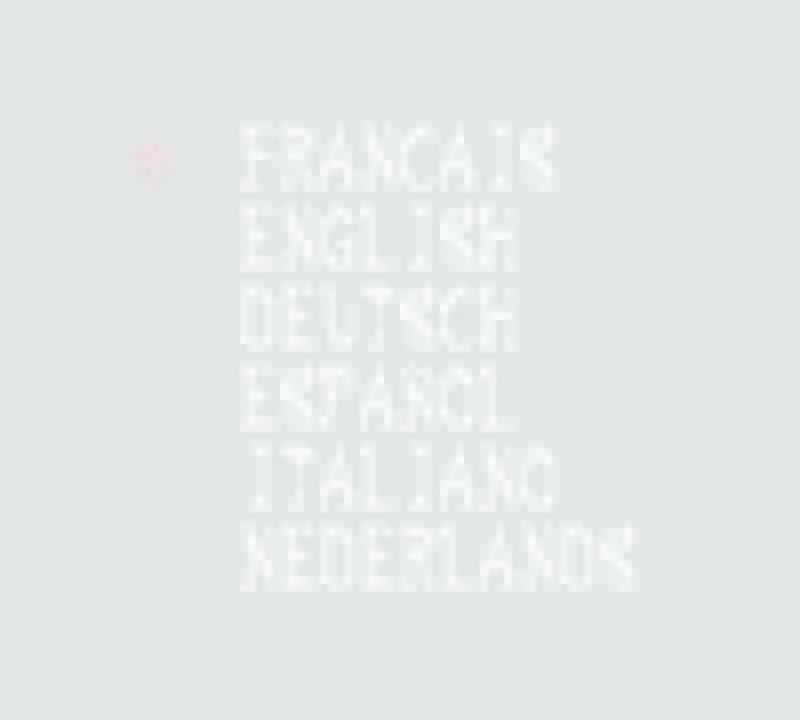 FRANCAIS
ENGLISH
DEUTSCH
ESPANOL
ITALIANO
NEDERLANDS